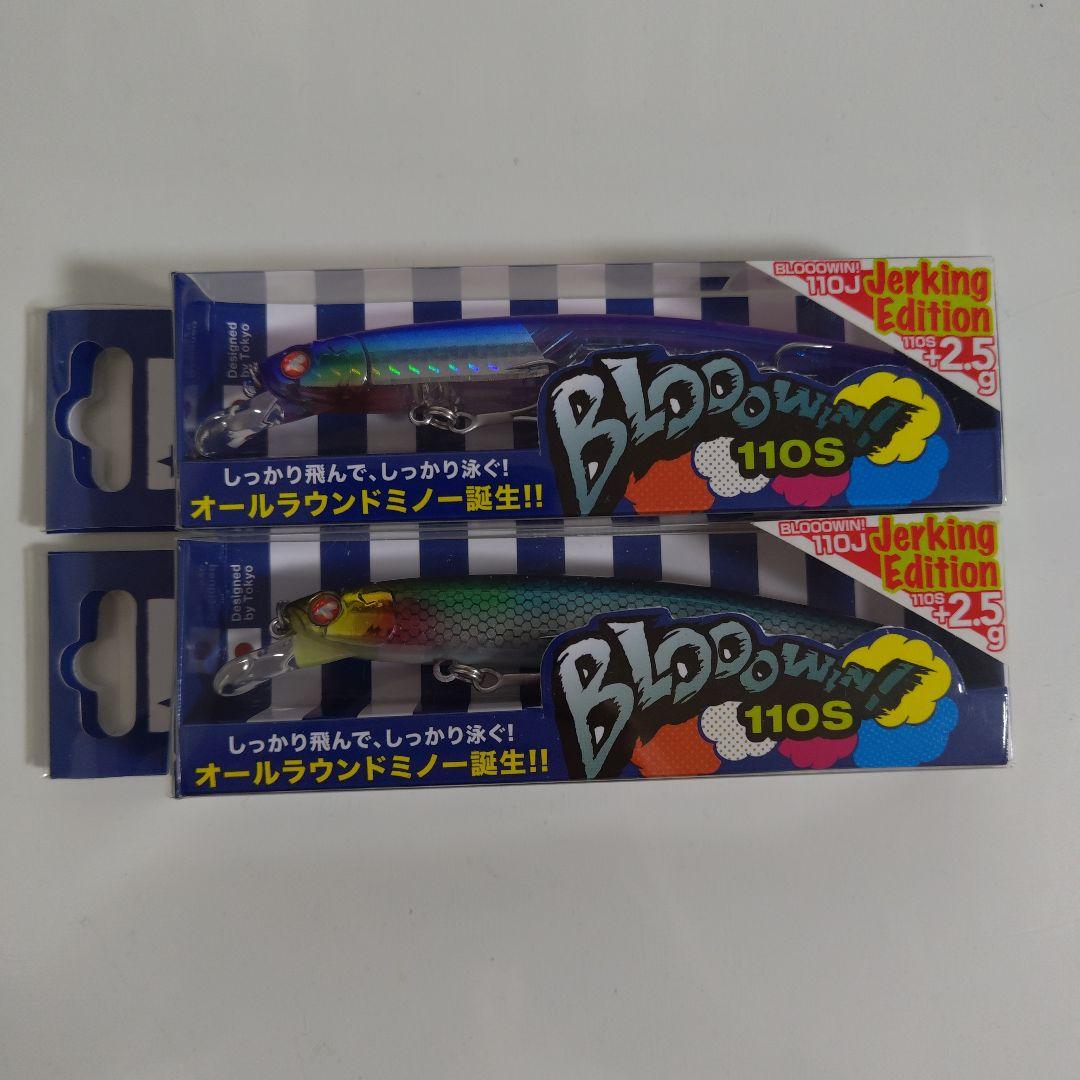 BLOOOWIN!
110J
Jerking
Edition
110S
+2.5
g
Designed
by Tokyo
BLOOOWIN!
110S
しっかり飛んで、しっかり泳ぐ!
オールラウンドミノー誕生!!
BLOOOWIN!
110J
Jerking
Edition
110S
+2.5
g
Designed
by Tokyo
BLOOOWIN!
110S
しっかり飛んで、しっかり泳ぐ!
オールラウンドミノー誕生!!